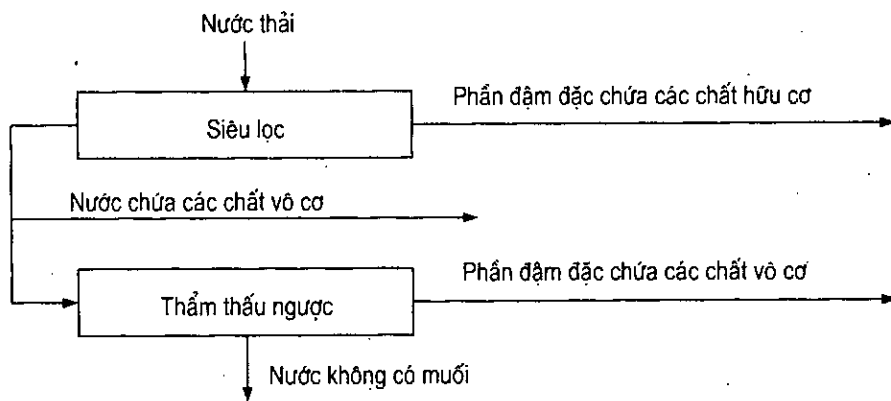 Nước thải
Phần đậm đặc chứa các chất hữu cơ
Siêu lọc
Nước chứa các chất vô cơ
Phần đậm đặc chứa các chất vô cơ
Thẩm thấu ngược
Nước không có muối